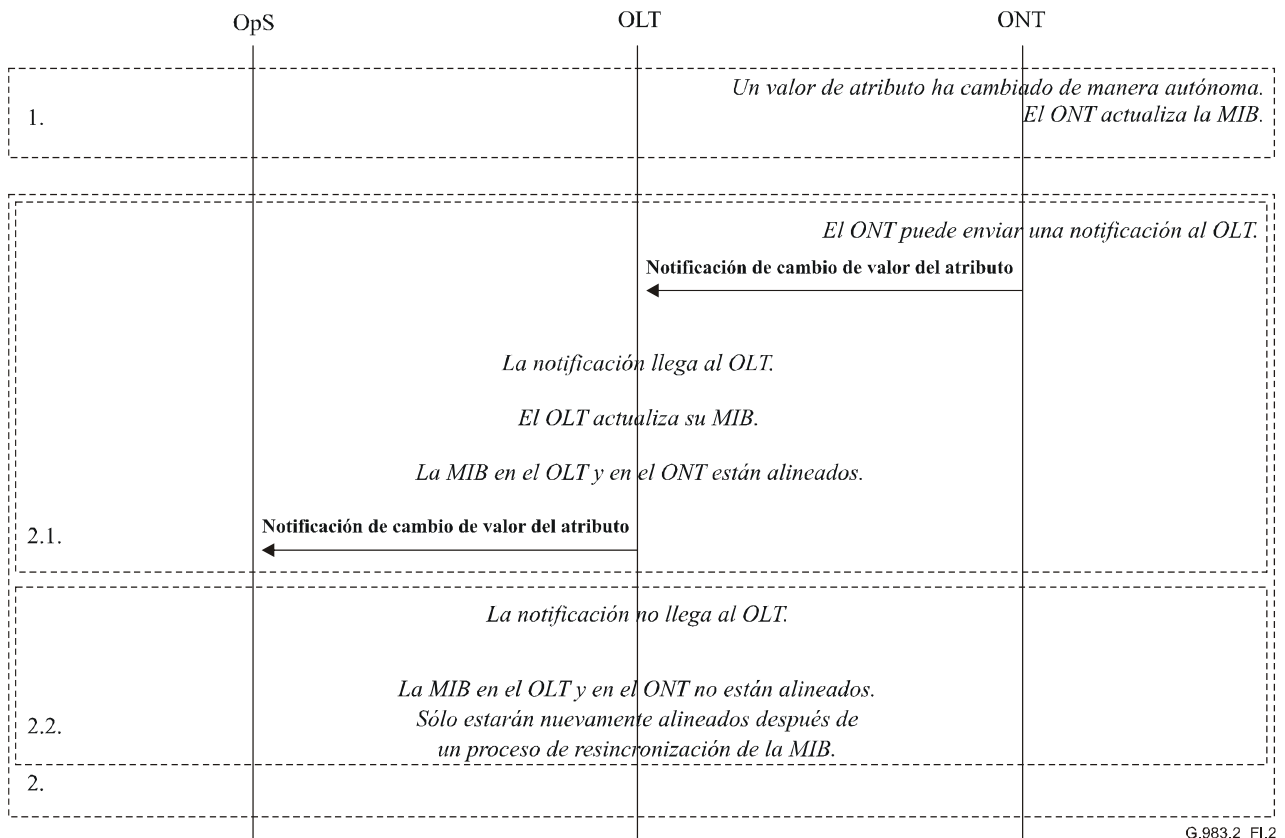 OpS OLT ONT
Un valor de atributo ha cambiado de manera autónoma.
El ONT actualiza la MIB.
1.
El ONT puede enviar una notificación al OLT.
Notificación de cambio de valor del atributo
La notificación llega al OLT.
El OLT actualiza su MIB.
La MIB en el OLT y en el ONT están alineados.
Notificación de cambio de valor del atributo
2.1.
La notificación no llega al OLT.
La MIB en el OLT y en el ONT no están alineados.
Sólo estarán nuevamente alineados después de
un proceso de resincronización de la MIB.
2.2.
2.
G.983.2_FI.2